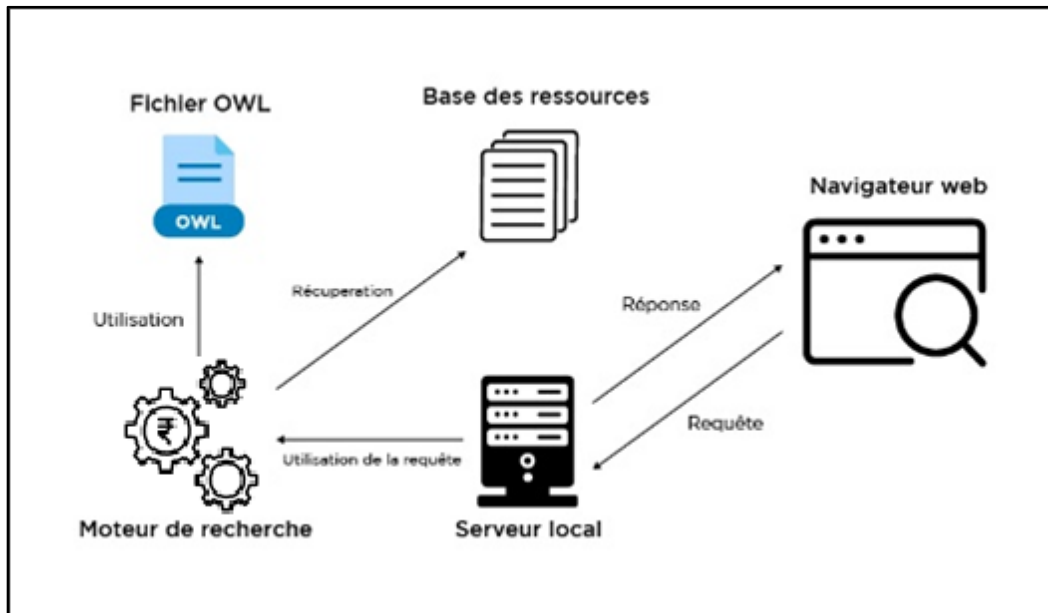 Fichier OWL
Base des ressources
Navigateur web
OWL
Récuperation
Utilisation
Réponse
Requête
₹
Utilisation de la requête
Moteur de recherche
Serveur local